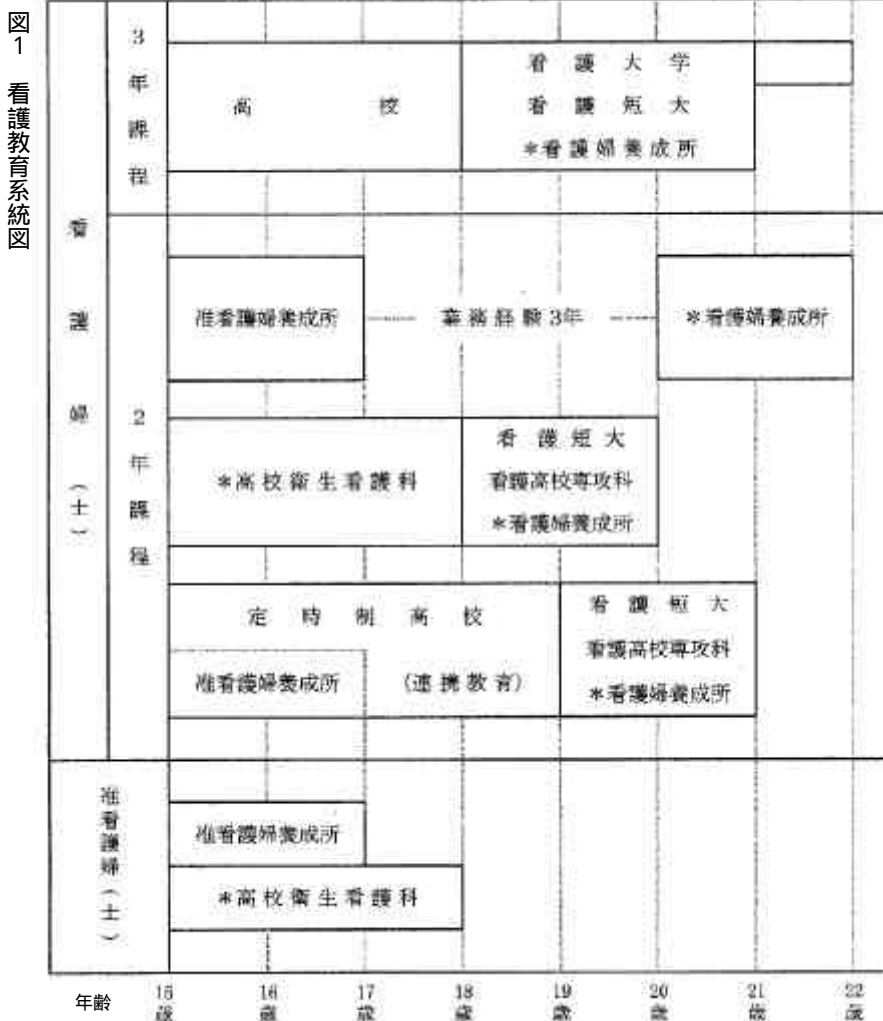 図1 看護教育系統図
看護婦(士)
3年課程
高校
看護大学
看護短大
*看護婦養成所
2年課程
准看護婦養成所
業務経験3年
*看護婦養成所
*高校衛生看護科
看護短大
看護高校専攻科
*看護婦養成所
定時制高校
准看護婦養成所
(連携教育)
看護短大
看護高校専攻科
*看護婦養成所
准看護婦(士)
准看護婦養成所
*高校衛生看護科
年齢
15歳 16歳 17歳 18歳 19歳 20歳 21歳 22歳